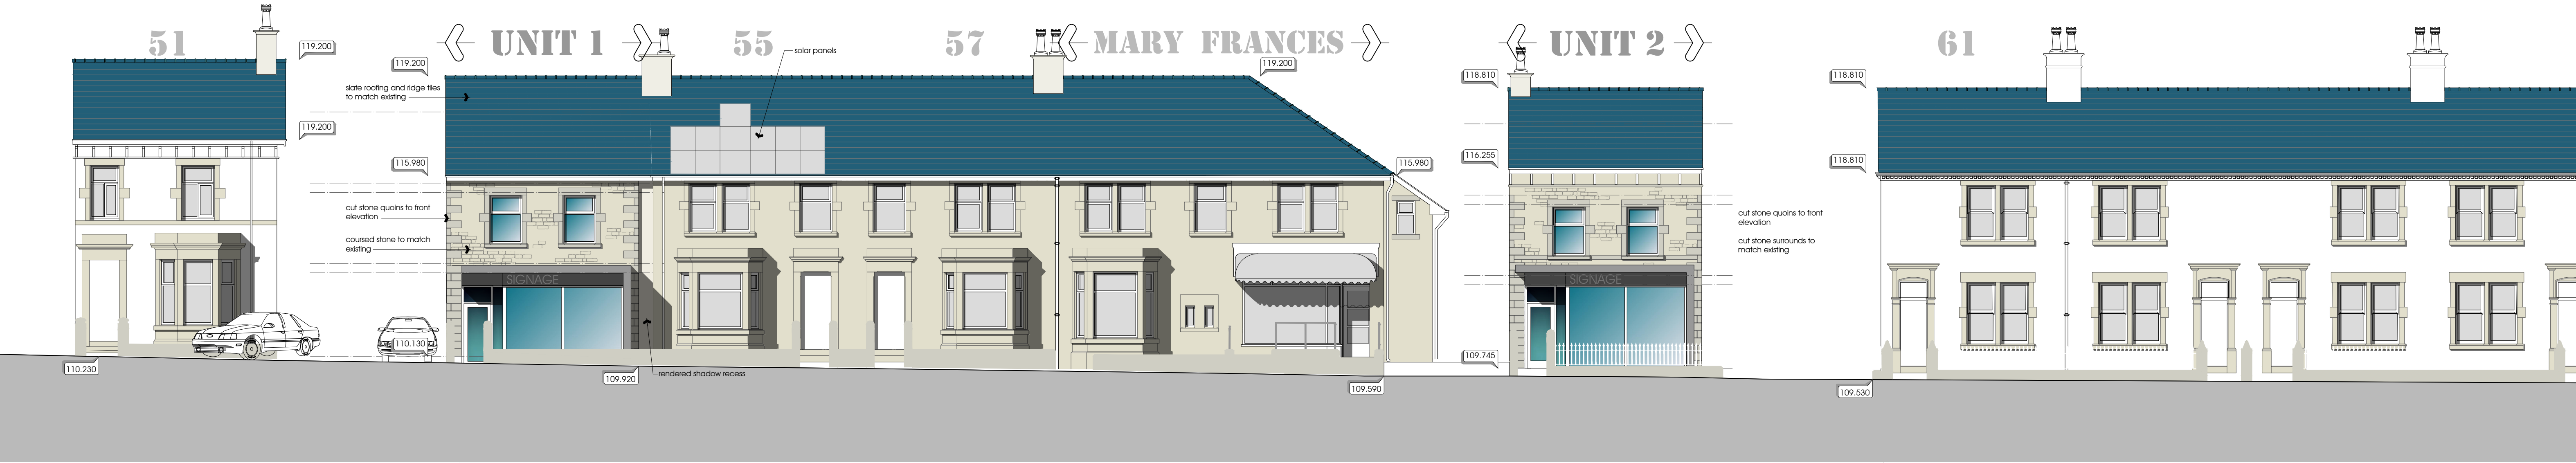 51
119.200
119.200
110.230
UNIT 1
119.200
slate roofing and ridge tiles
to match existing
115.980
cut stone quoins to front
elevation
coursed stone to match
existing
110.130
SIGNAGE
109.920
rendered shadow recess
55
solar panels
57
MARY FRANCES
119.200
115.980
109.590
UNIT 2
118.810
116.255
109.745
SIGNAGE
cut stone quoins to front
elevation
cut stone surrounds to
match existing
61
118.810
118.810
109.530